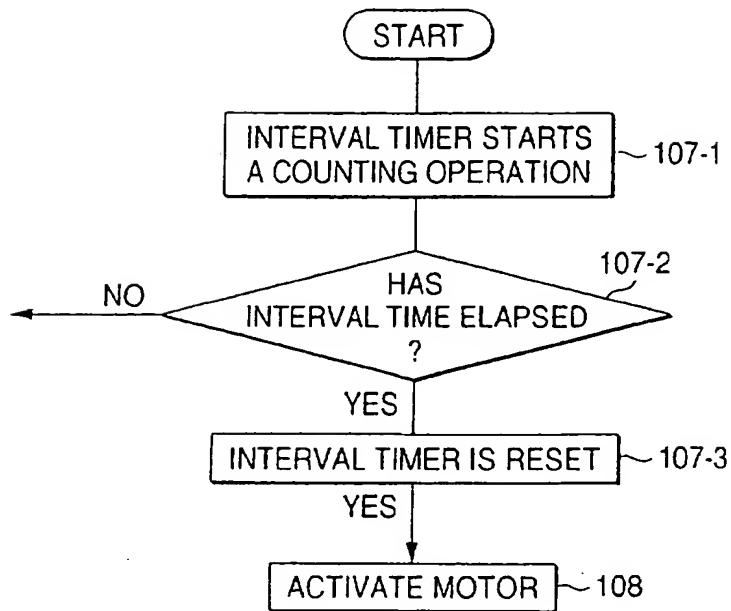 START
INTERVAL TIMER STARTS
A COUNTING OPERATION
107-1
107-2
HAS
INTERVAL TIME ELAPSED
?
NO
YES
INTERVAL TIMER IS RESET
107-3
YES
ACTIVATE MOTOR
108